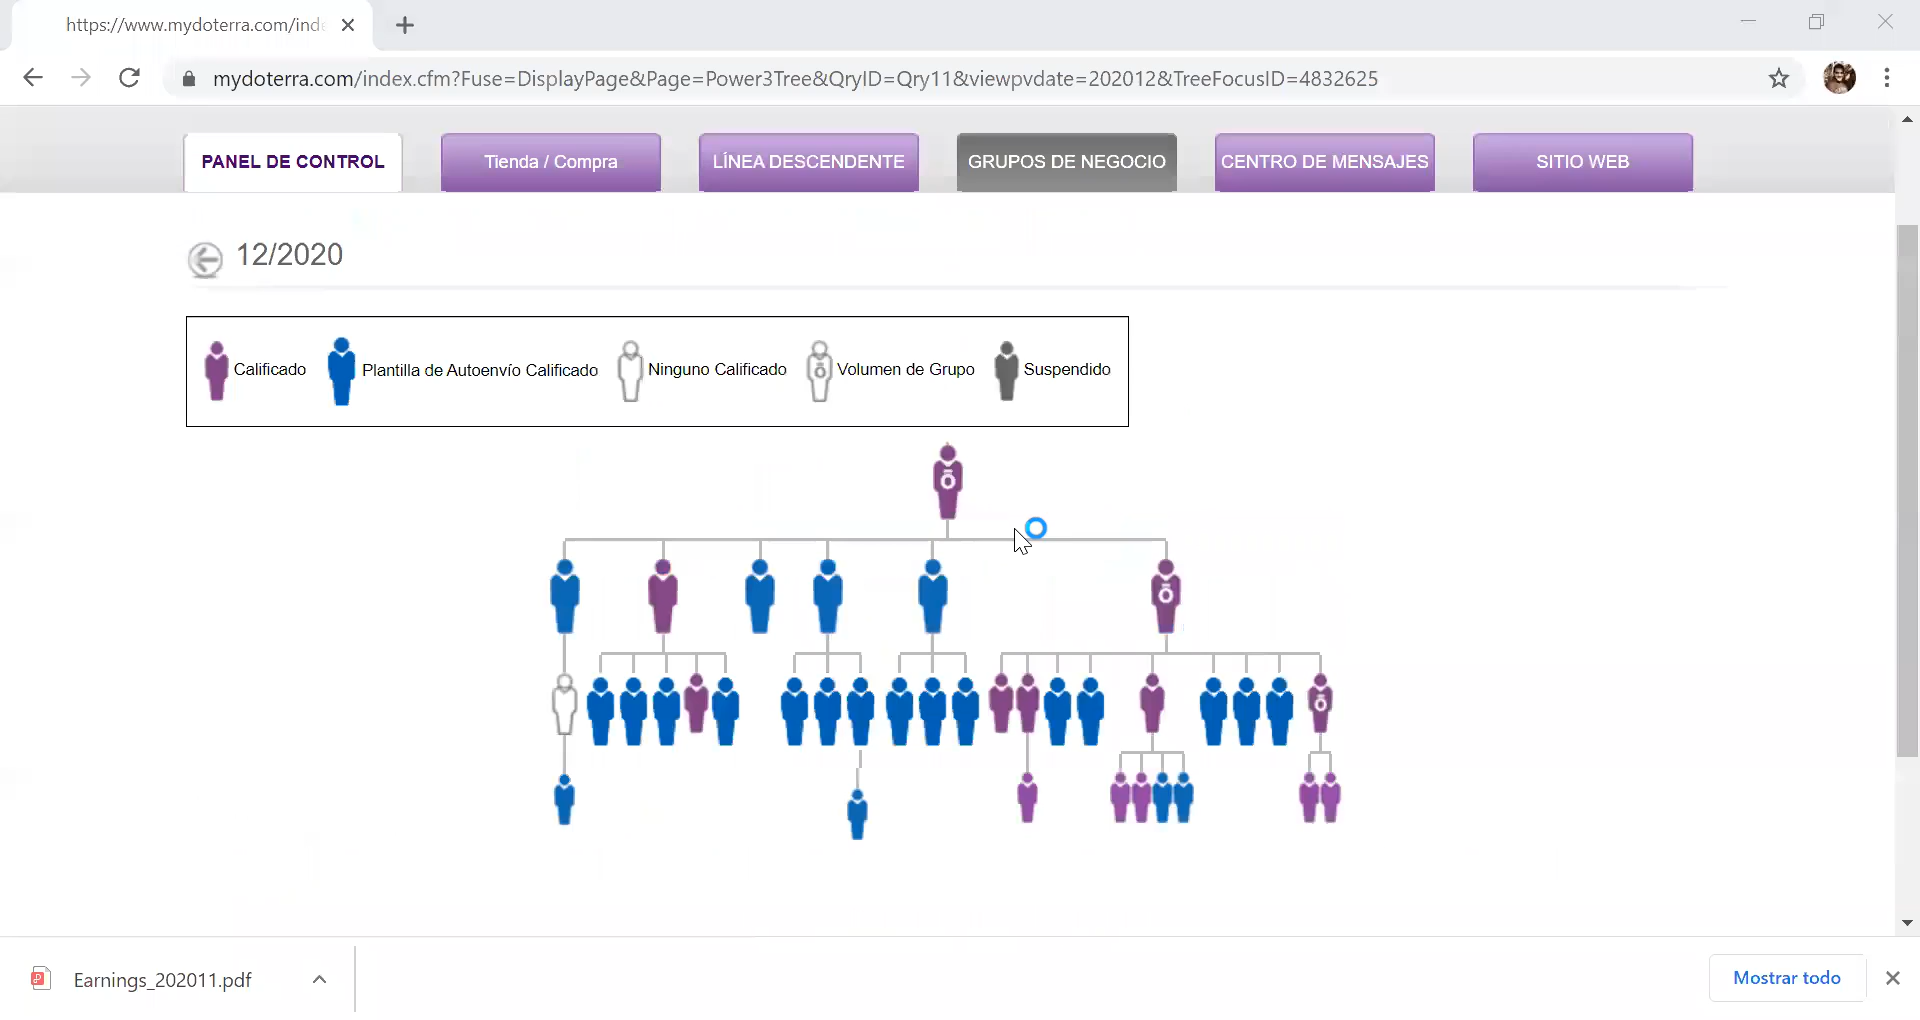 https://www.mydoterra.com/inde
mydoterra.com/index.cfm?Fuse=DisplayPage&Page=Power3Tree&QryID=Qry11&viewpvdate=202012&TreeFocusID=4832625
PANEL DE CONTROL
Tienda / Compra
LÍNEA DESCENDENTE
GRUPOS DE NEGOCIO
CENTRO DE MENSAJES
SITIO WEB
12/2020
Calificado
Plantilla de Autoenvío Calificado
Ninguno Calificado
ō Volumen de Grupo
Suspendido
ō
ō
ō
Earnings_202011.pdf
Mostrar todo